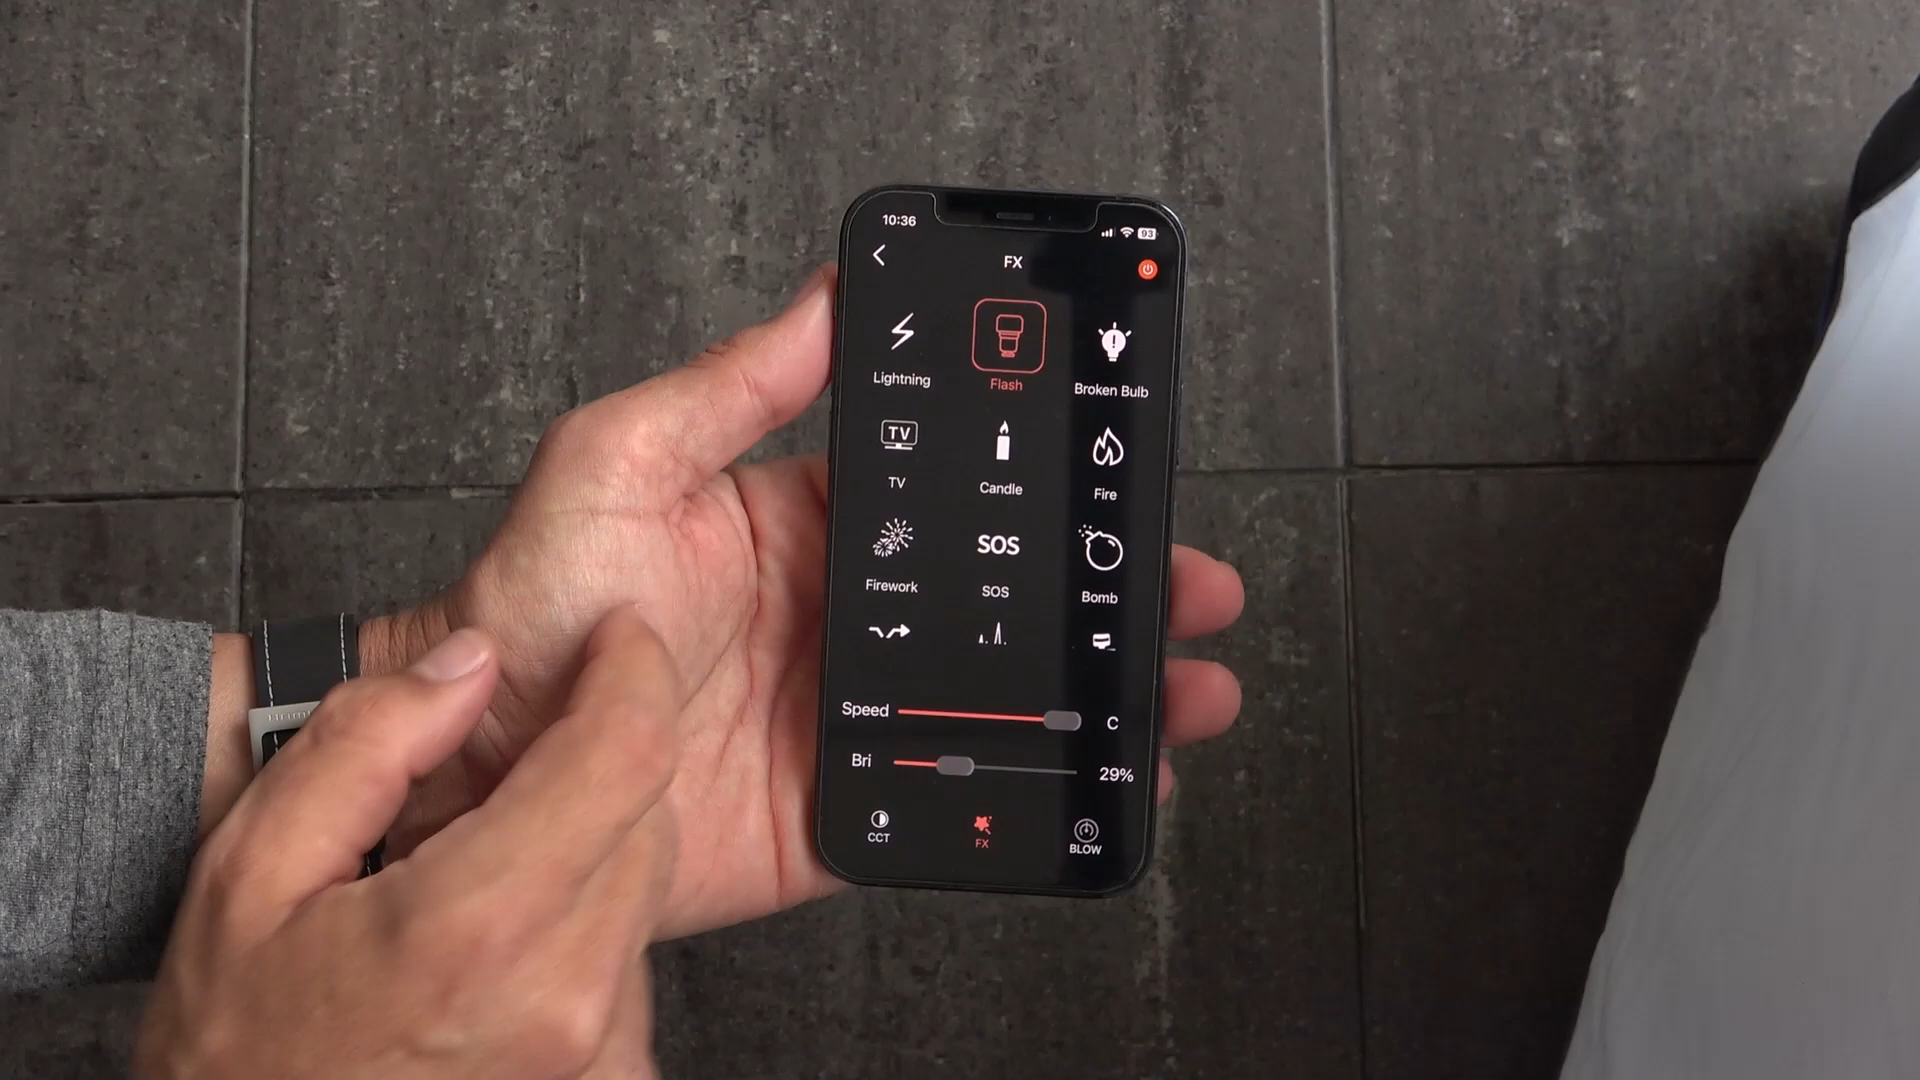 10:36
93
FX
Lightning
Flash
Broken Bulb
TV
TV
Candle
Fire
SOS
Firework
SOS
Bomb
Speed
C
Bri
29%
CCT
FX
BLOW